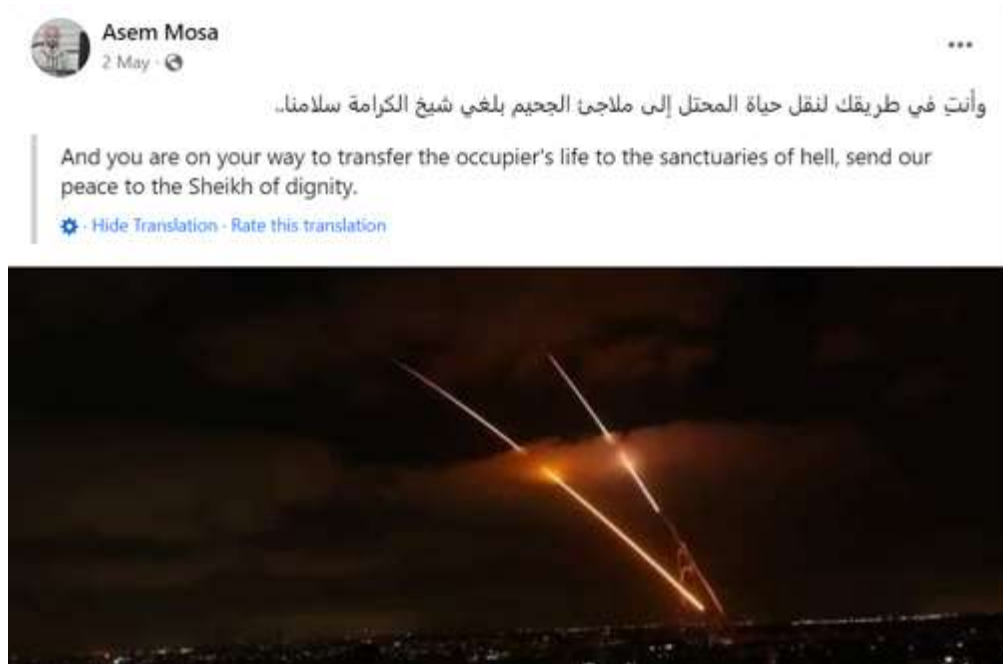 Asem Mosa
2 May ·
وأنتِ في طريقك لنقل حياة المحتل إلى ملاجئ الجحيم بلغي شيخ الكرامة سلامنا..
And you are on your way to transfer the occupier's life to the sanctuaries of hell, send our
peace to the Sheikh of dignity.
· Hide Translation · Rate this translation